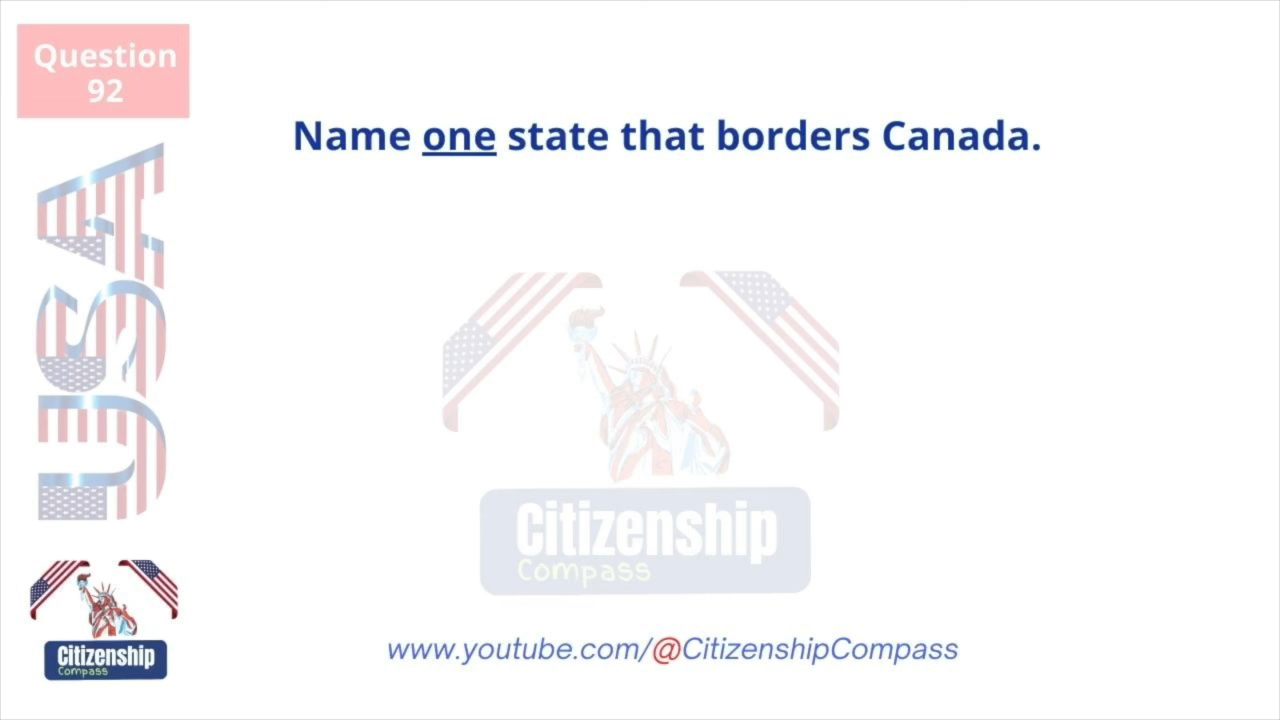 Question
92
Name one state that borders Canada.
USA
Citizenship
Compass
Citizenship
Compass
www.youtube.com/@CitizenshipCompass